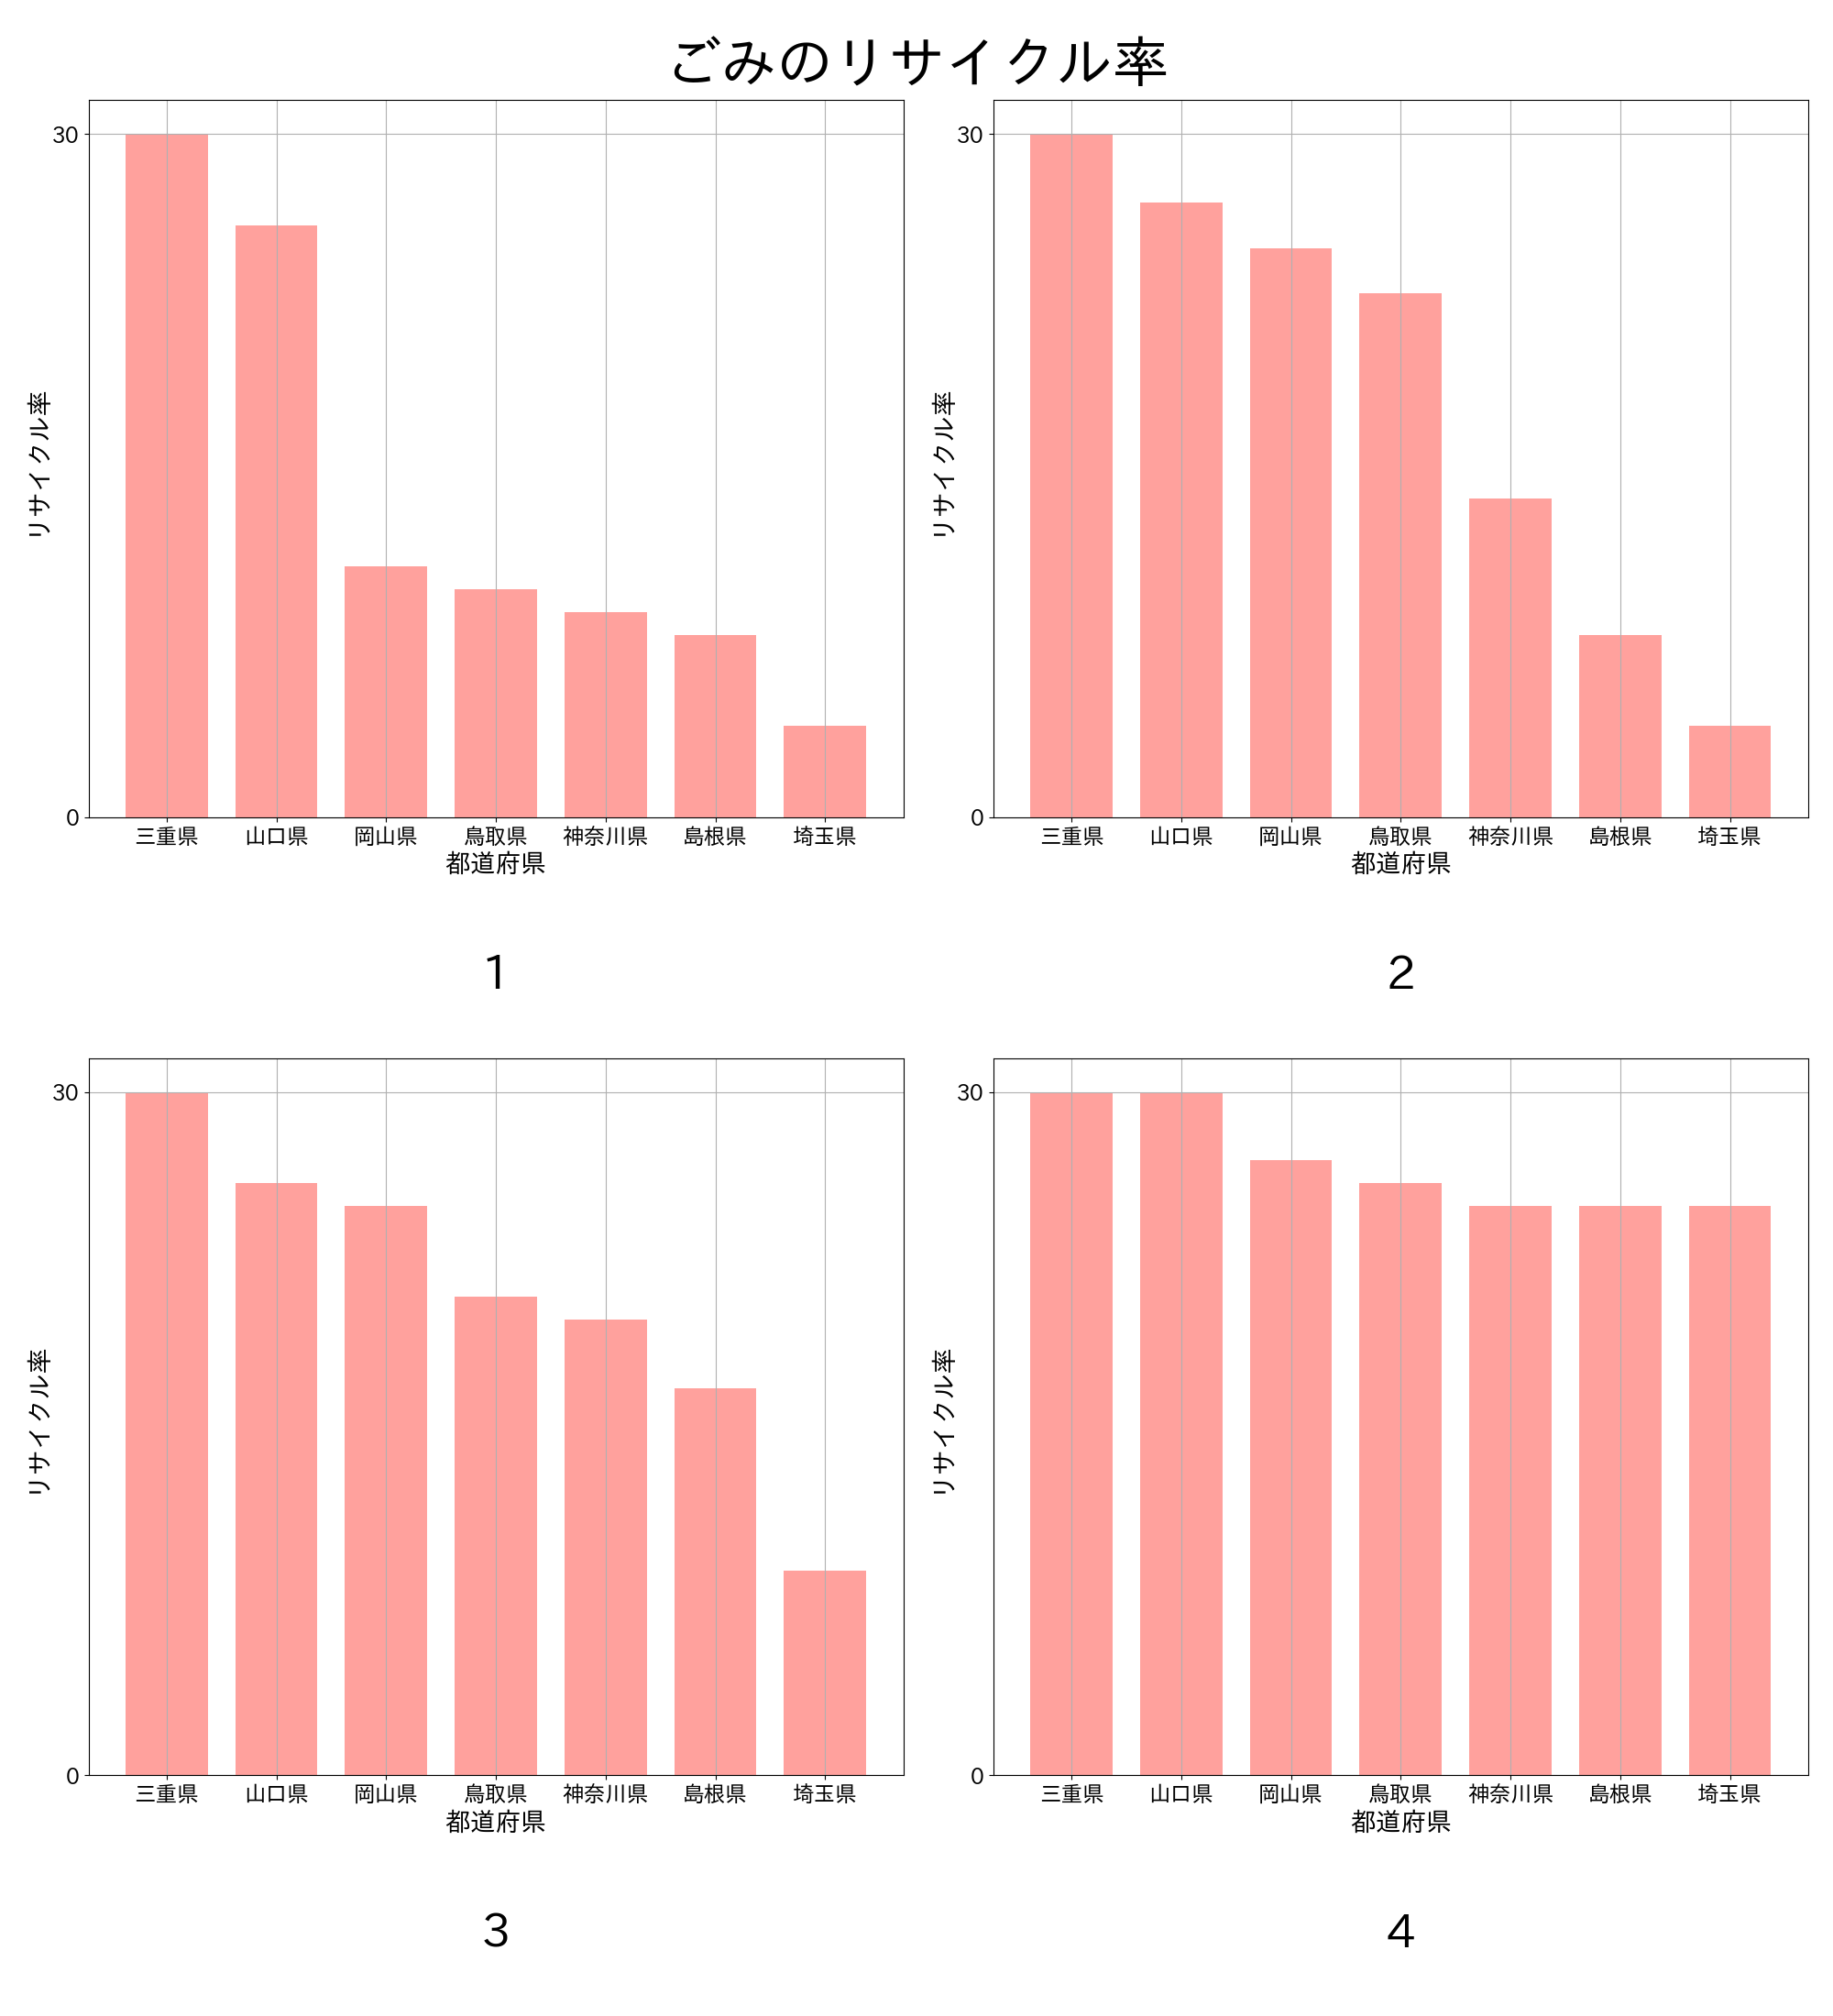 ごみのリサイクル率
30
0
リサイクル率
三重県 山口県 岡山県 鳥取県 神奈川県 島根県 埼玉県
都道府県
1
30
0
リサイクル率
三重県 山口県 岡山県 鳥取県 神奈川県 島根県 埼玉県
都道府県
2
30
0
リサイクル率
三重県 山口県 岡山県 鳥取県 神奈川県 島根県 埼玉県
都道府県
3
30
0
リサイクル率
三重県 山口県 岡山県 鳥取県 神奈川県 島根県 埼玉県
都道府県
4